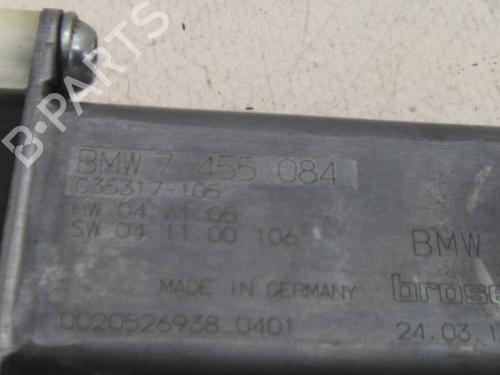 B-PARTS
BMW 7 455 084
C35317-105
HW 04 A1 05
SW 04 11.00 106
BMW
MADE IN GERMANY
0020526938_0401
24.03.1